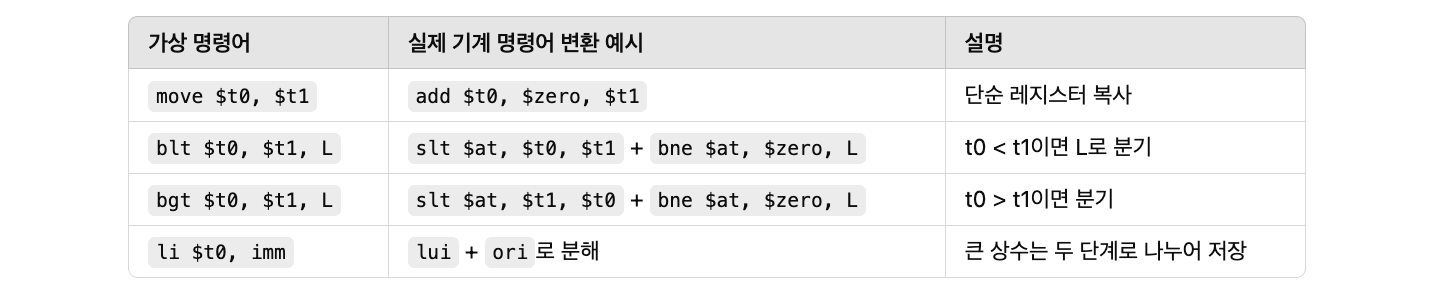 가상 명령어 실제 기계 명령어 변환 예시 설명
move $t0, $t1 add $t0, $zero, $t1 단순 레지스터 복사
blt $t0, $t1, L slt $at, $t0, $t1 + bne $at, $zero, L t0 < t1이면 L로 분기
bgt $t0, $t1, L slt $at, $t1, $t0 + bne $at, $zero, L t0 > t1이면 분기
li $t0, imm lui + ori로 분해 큰 상수는 두 단계로 나누어 저장